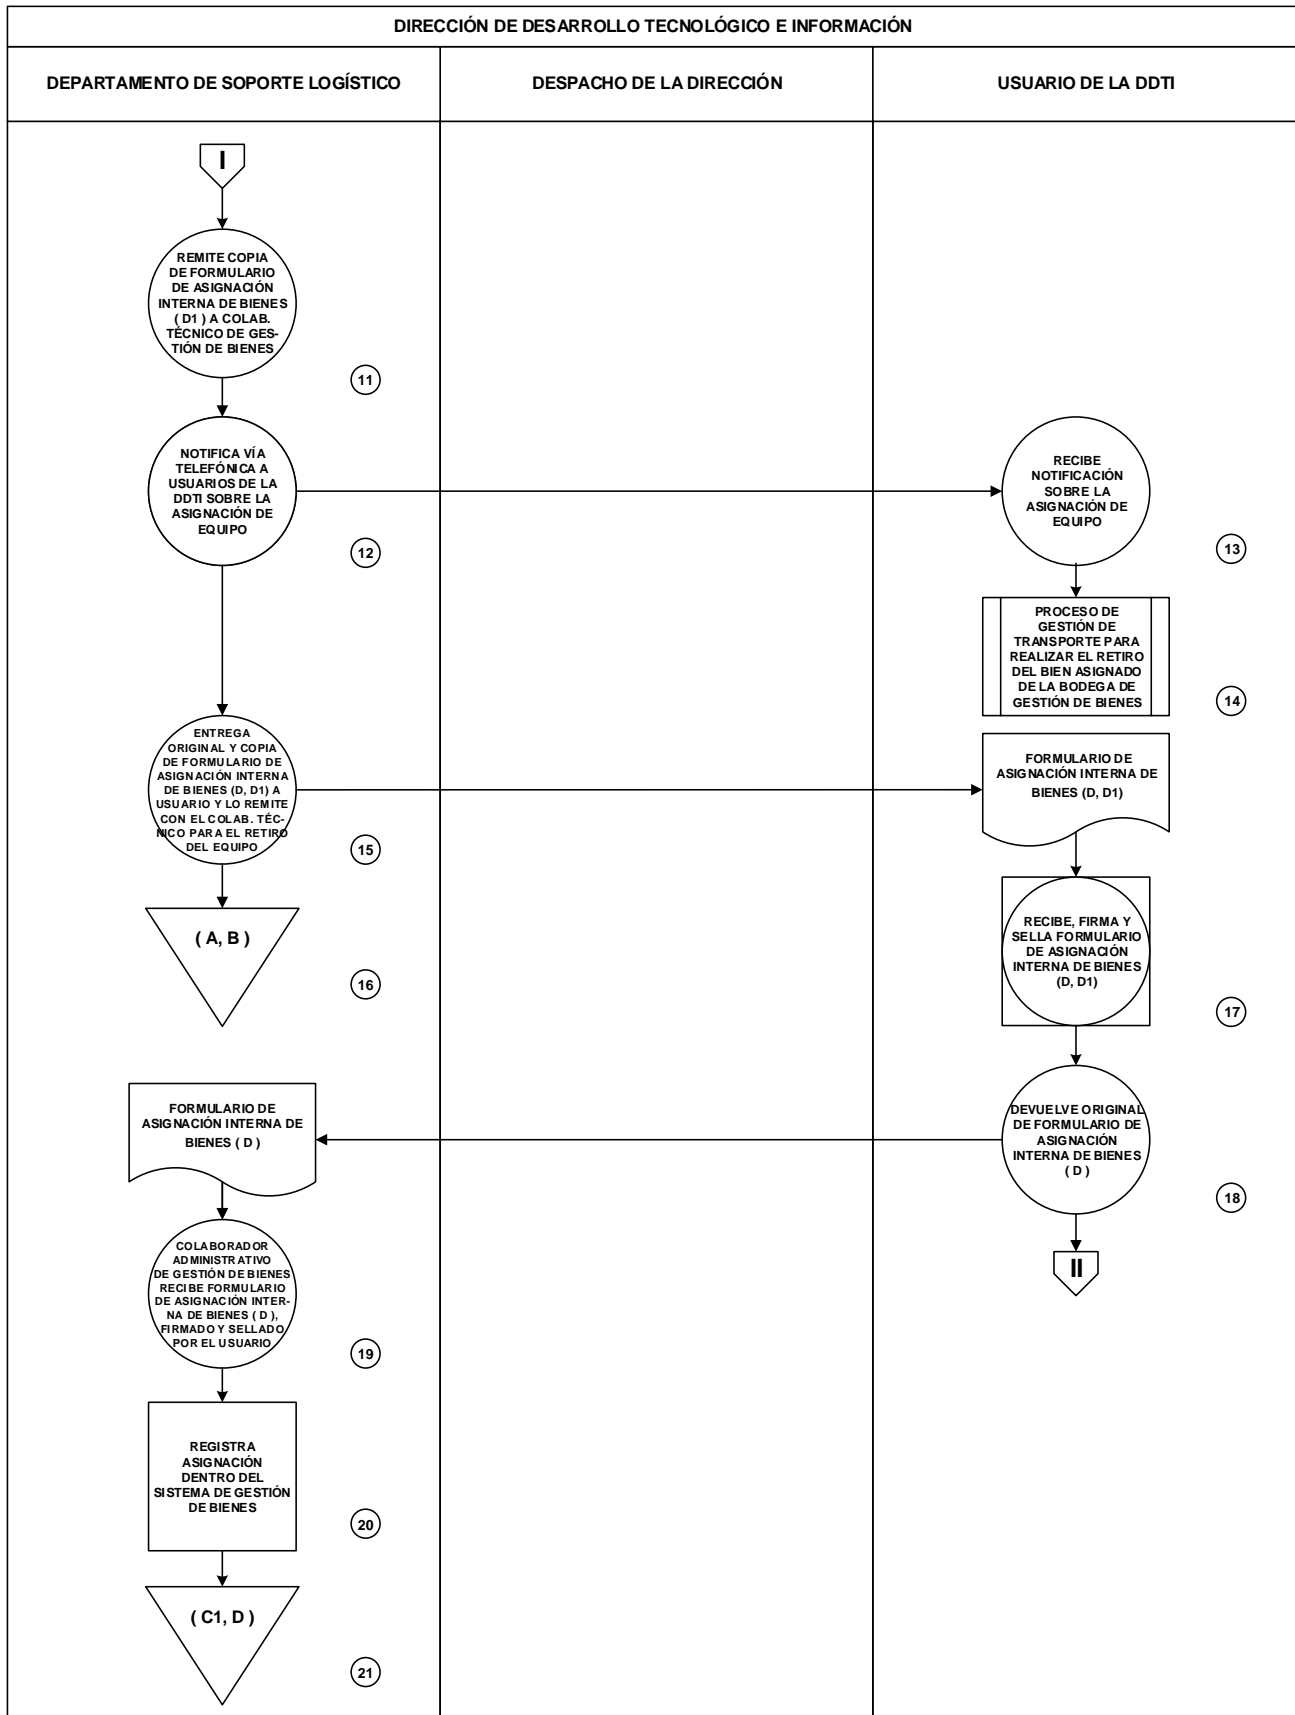 DIRECCIÓN DE DESARROLLO TECNOLÓGICO E INFORMACIÓN
DEPARTAMENTO DE SOPORTE LOGÍSTICO
DESPACHO DE LA DIRECCIÓN
USUARIO DE LA DDTI
I
REMITE COPIA
DE FORMULARIO
DE ASIGNACIÓN
INTERNA DE BIENES
( D1 ) A COLAB.
TÉCNICO DE GES-
TIÓN DE BIENES
11
NOTIFICA VÍA
TELEFÓNICA A
USUARIOS DE LA
DDTI SOBRE LA
ASIGNACIÓN DE
EQUIPO
12
RECIBE
NOTIFICACIÓN
SOBRE LA
ASIGNACIÓN DE
EQUIPO
13
PROCESO DE
GESTIÓN DE
TRANSPORTE PARA
REALIZAR EL RETIRO
DEL BIEN ASIGNADO
DE LA BODEGA DE
GESTIÓN DE BIENES
14
ENTREGA
ORIGINAL Y COPIA
DE FORMULARIO DE
ASIGNACIÓN INTERNA
DE BIENES (D, D1) A
USUARIO Y LO REMITE
CON EL COLAB. TÉC-
NICO PARA EL RETIRO
DEL EQUIPO
15
FORMULARIO DE
ASIGNACIÓN INTERNA DE
BIENES (D, D1)
( A, B )
16
RECIBE, FIRMA Y
SELLA FORMULARIO
DE ASIGNACIÓN
INTERNA DE BIENES
(D, D1)
17
FORMULARIO DE
ASIGNACIÓN INTERNA DE
BIENES ( D )
DEVUELVE ORIGINAL
DE FORMULARIO DE
ASIGNACIÓN
INTERNA DE BIENES
( D )
18
II
COLABORADOR
ADMINISTRATIVO
DE GESTIÓN DE BIENES
RECIBE FORMULARIO
DE ASIGNACIÓN INTER-
NA DE BIENES ( D ),
FIRMADO Y SELLADO
POR EL USUARIO
19
REGISTRA
ASIGNACIÓN
DENTRO DEL
SISTEMA DE GESTIÓN
DE BIENES
20
( C1, D )
21